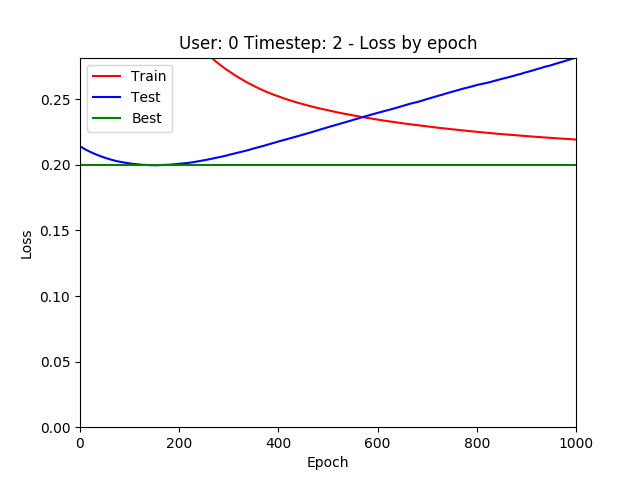 User: 0 Timestep: 2 - Loss by epoch
Train
Test
Best
Loss
0.25
0.20
0.15
0.10
0.05
0.00
0 200 400 600 800 1000
Epoch